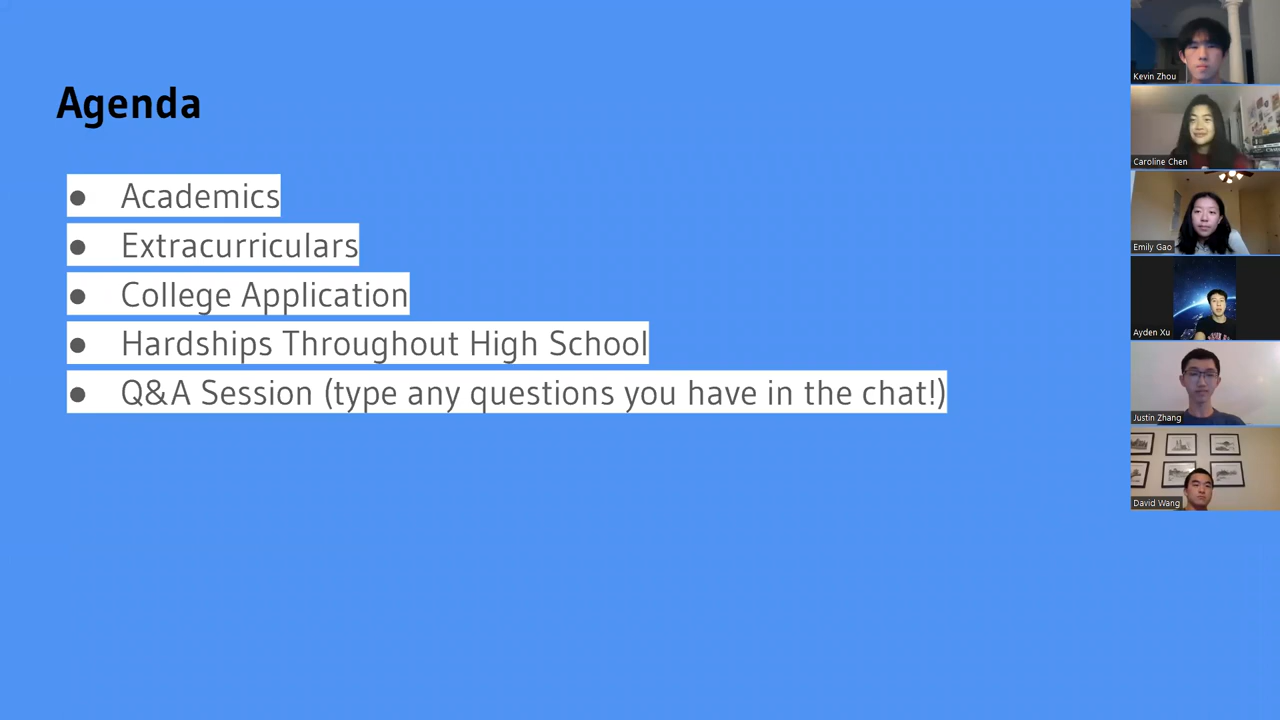 Agenda
● Academics
● Extracurriculars
● College Application
● Hardships Throughout High School
● Q&A Session (type any questions you have in the chat!)
Kevin Zhou
Caroline Chen
Emily Gao
Ayden Xu
Justin Zhang
David Wang